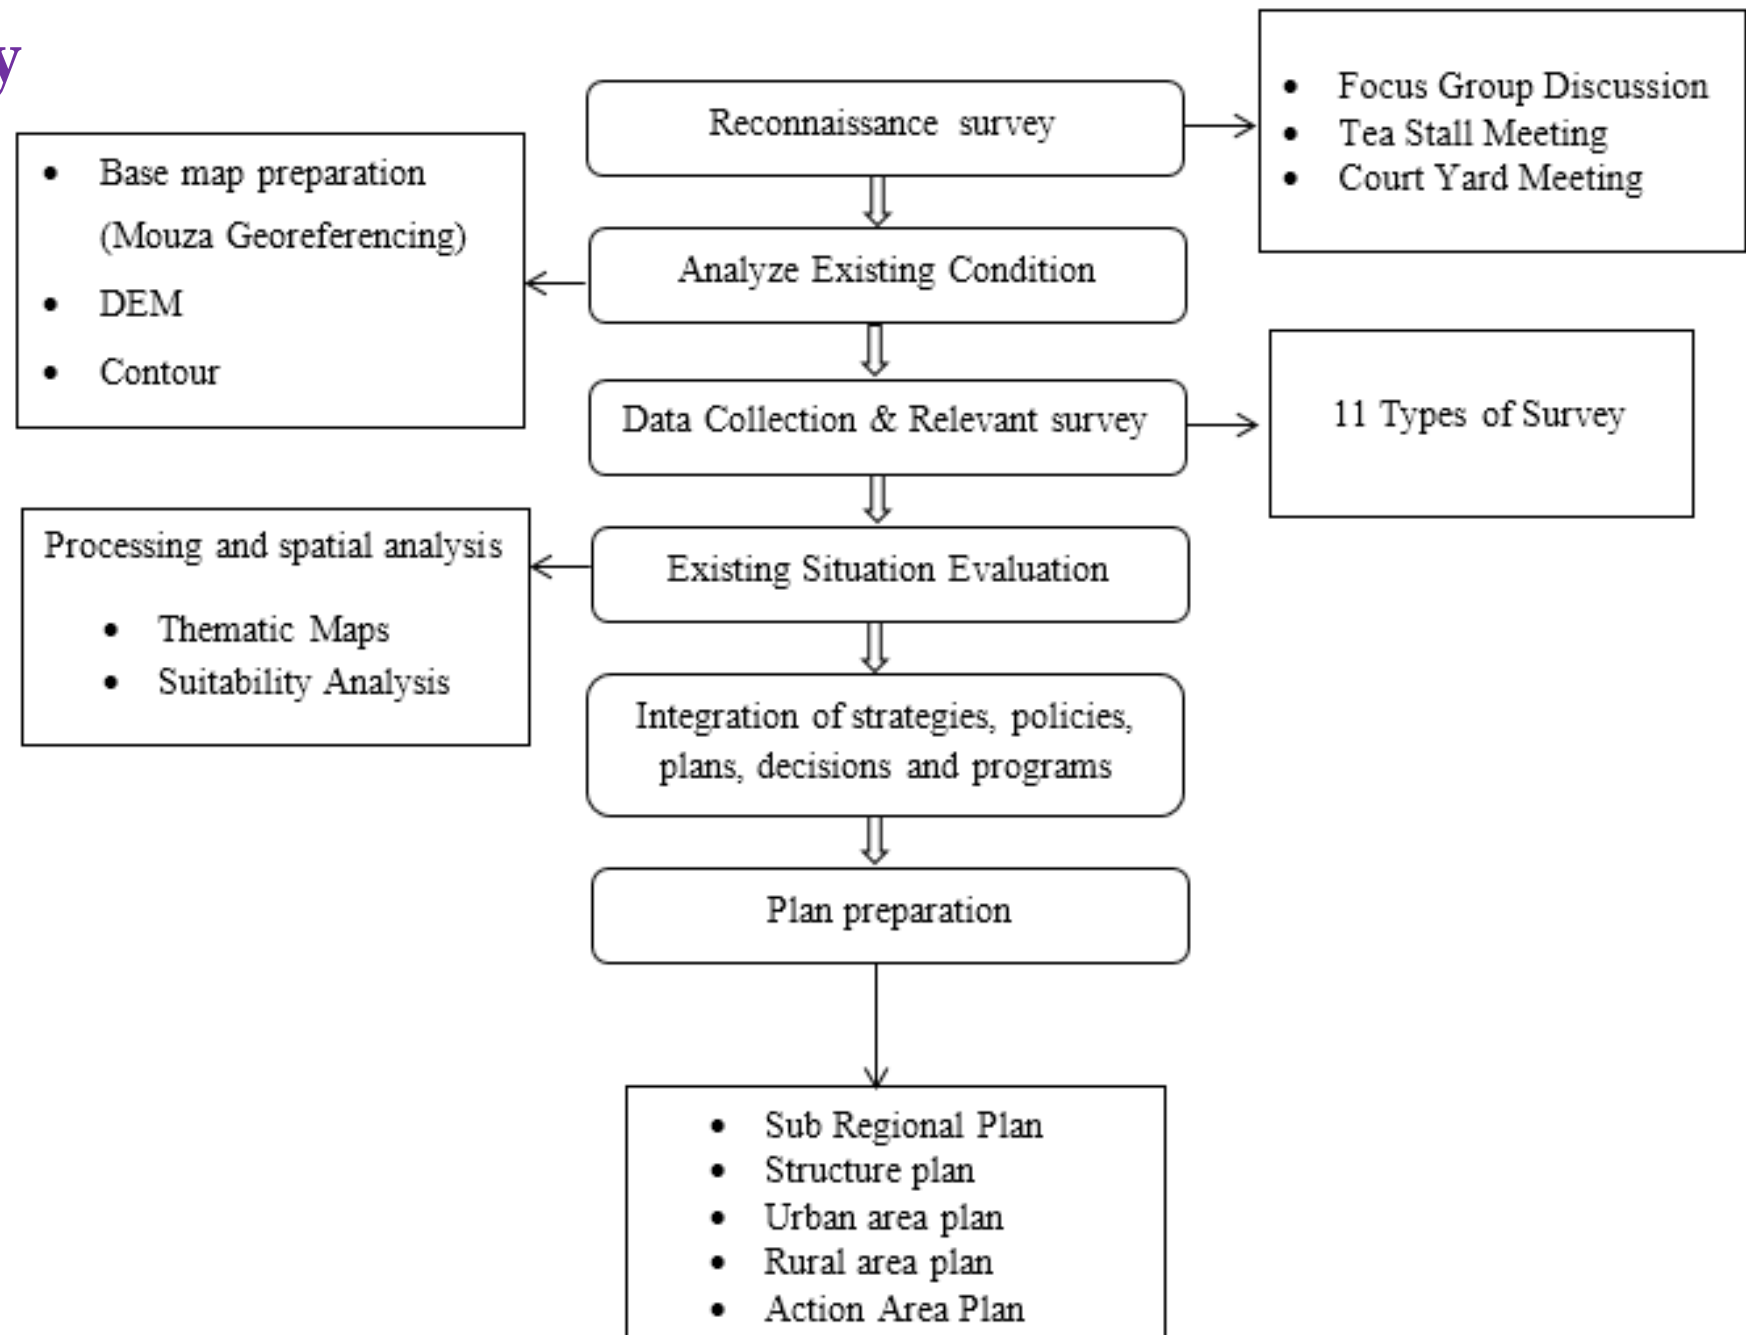 y
Reconnaissance survey
• Focus Group Discussion
• Tea Stall Meeting
• Court Yard Meeting
• Base map preparation
(Mouza Georeferencing)
• DEM
• Contour
Analyze Existing Condition
Data Collection & Relevant survey
11 Types of Survey
Processing and spatial analysis
• Thematic Maps
• Suitability Analysis
Existing Situation Evaluation
Integration of strategies, policies,
plans, decisions and programs
Plan preparation
• Sub Regional Plan
• Structure plan
• Urban area plan
• Rural area plan
• Action Area Plan